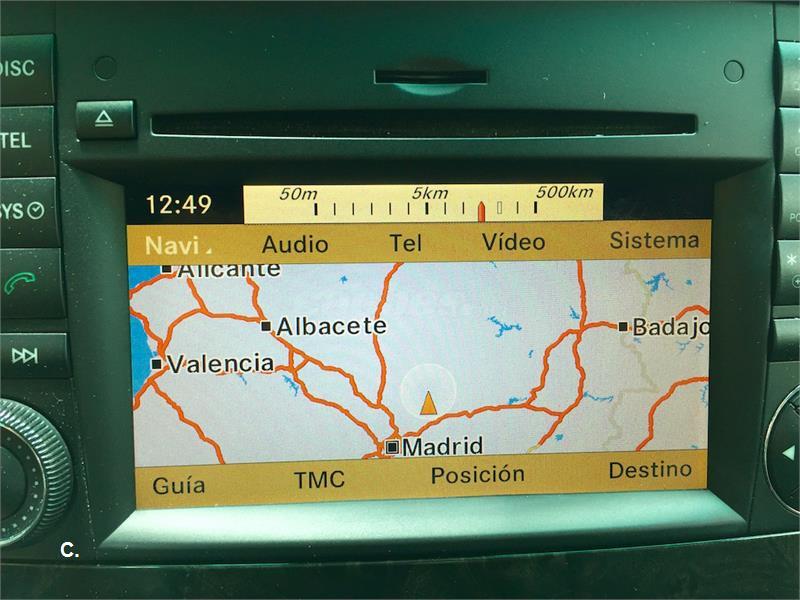 DISC
TEL
SYS
12:49
50m 5km 500km
Navi Audio Tel Vídeo Sistema
Alicante
Albacete
Badajo
Valencia
Madrid
Guía TMC Posición Destino
C.